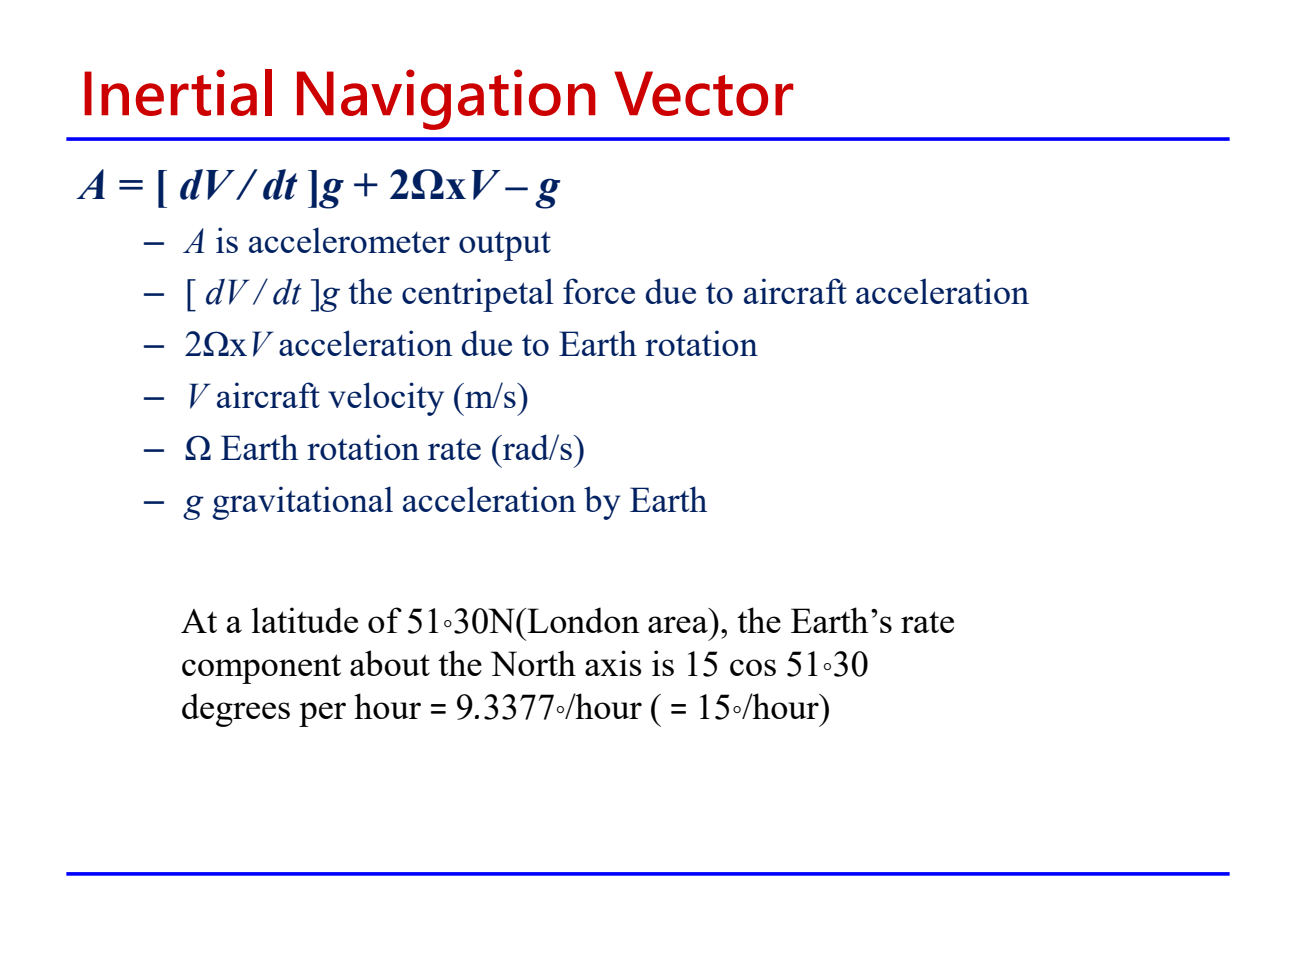 Inertial Navigation Vector
A = [ dV / dt ]g + 2ΩxV – g
– A is accelerometer output
– [ dV / dt ]g the centripetal force due to aircraft acceleration
– 2ΩxV acceleration due to Earth rotation
– V aircraft velocity (m/s)
– Ω Earth rotation rate (rad/s)
– g gravitational acceleration by Earth
At a latitude of 51◦30N(London area), the Earth’s rate
component about the North axis is 15 cos 51◦30
degrees per hour = 9.3377◦/hour ( = 15◦/hour)